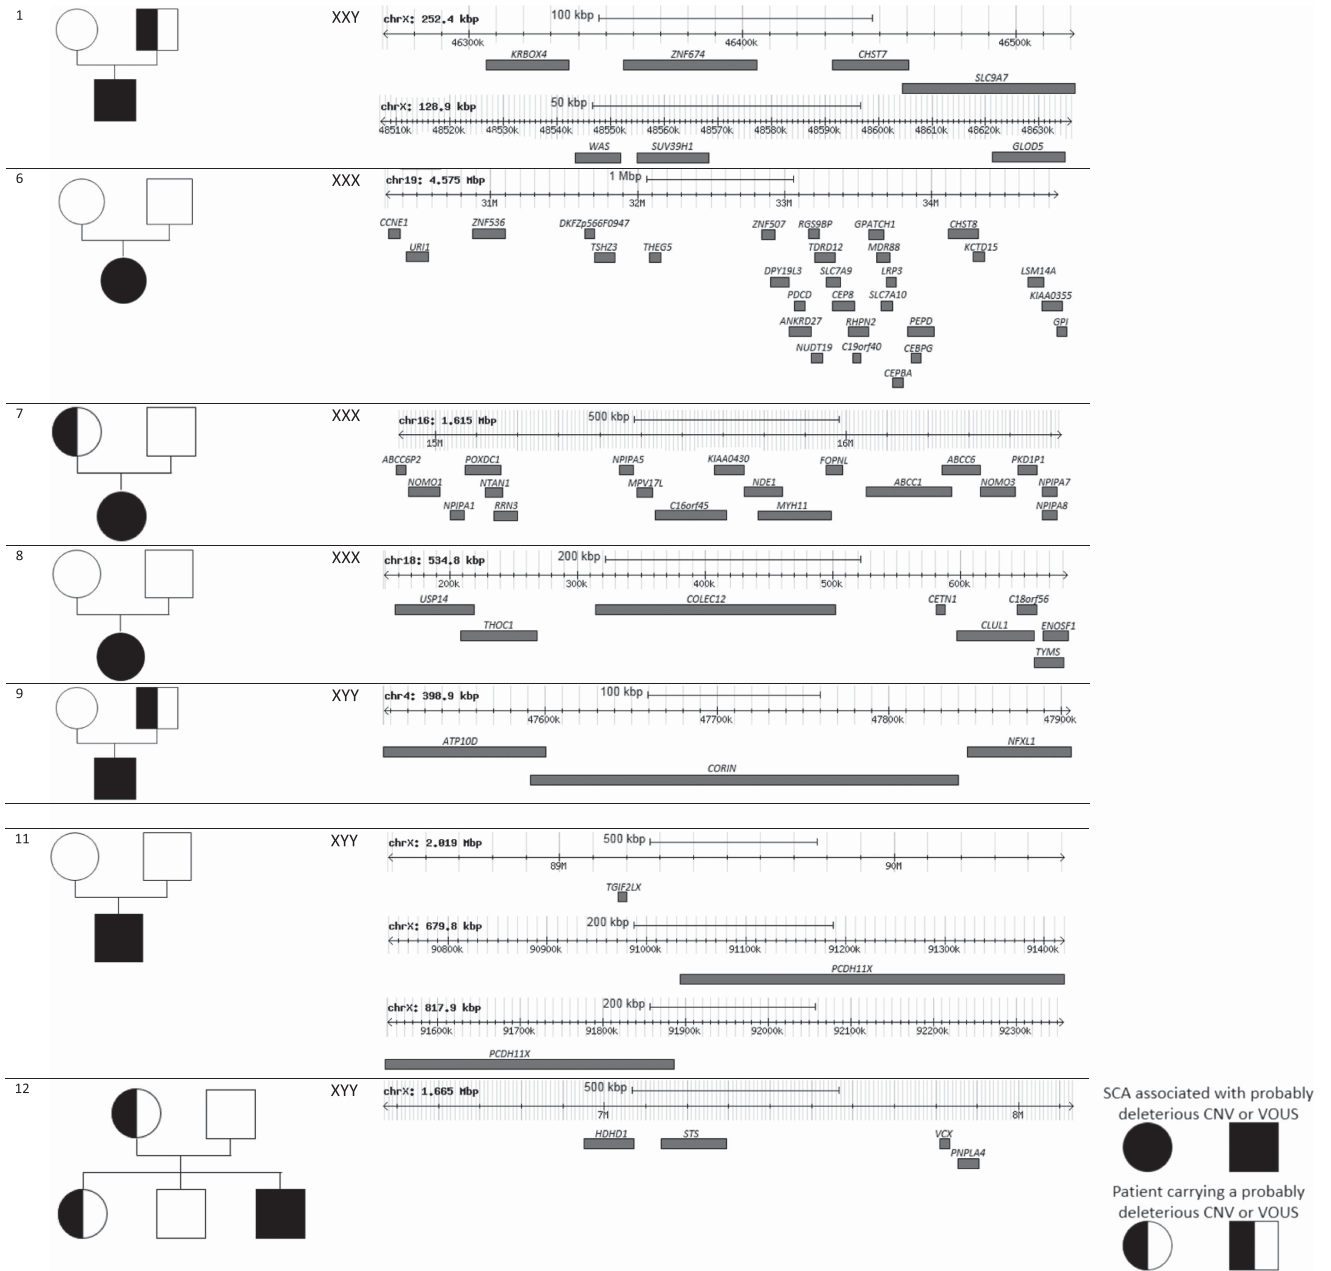 1 XXY chrX: 252.4 kbp 100 kbp
46300k 46400k 46500k
KRBOX4 ZNF674 CHST7
SLC9A7
chrX: 128.9 kbp 50 kbp
48510k 48520k 48530k 48540k 48550k 48560k 48570k 48580k 48590k 48600k 48610k 48620k 48630k
WAS SUV39H1 GLOD5
6 XXX chr19: 4.575 Mbp 1 Mbp
31M 32M 33M 34M
CCNE1 ZNF536 DKFZp566F0947 ZNF507 RGS9BP GPATCH1 CHST8
URI1 TSHZ3 THEG5 TDRD12 MDR88 KCTD15
DPY19L3 SLC7A9 LRP3 LSM14A
PDCD CEP8 SLC7A10 KIAA0355
ANKRD27 RHPN2 PEPD GPI
NUDT19 C19orf40 CEBPG
CEPBA
7 XXX chr16: 1.615 Mbp 500 kbp
15M 16M
ABCC6P2 POXDC1 NPIPA5 KIAA0430 FOPNL ABCC6 PKD1P1
NOMO1 NTAN1 MPV17L NDE1 ABCC1 NOMO3 NPIPA7
NPIPA1 RRN3 C16orf45 MYH11 NPIPA8
8 XXX chr18: 534.8 kbp 200 kbp
200k 300k 400k 500k 600k
USP14 COLEC12 CETN1 C18orf56
THOC1 CLUL1 ENOSF1
TYMS
9 XYY chr4: 398.9 kbp 100 kbp
47600k 47700k 47800k 47900k
ATP10D NFXL1
CORIN
11 XYY chrX: 2.019 Mbp 500 kbp
89M 90M
TGIF2LX
chrX: 679.8 kbp 200 kbp
90800k 90900k 91000k 91100k 91200k 91300k 91400k
PCDH11X
chrX: 817.9 kbp 200 kbp
91600k 91700k 91800k 91900k 92000k 92100k 92200k 92300k
PCDH11X
12 XYY chrX: 1.665 Mbp 500 kbp
7M 8M
HDHD1 STS VCX
PNPLA4
SCA associated with probably
deleterious CNV or VOUS
Patient carrying a probably
deleterious CNV or VOUS